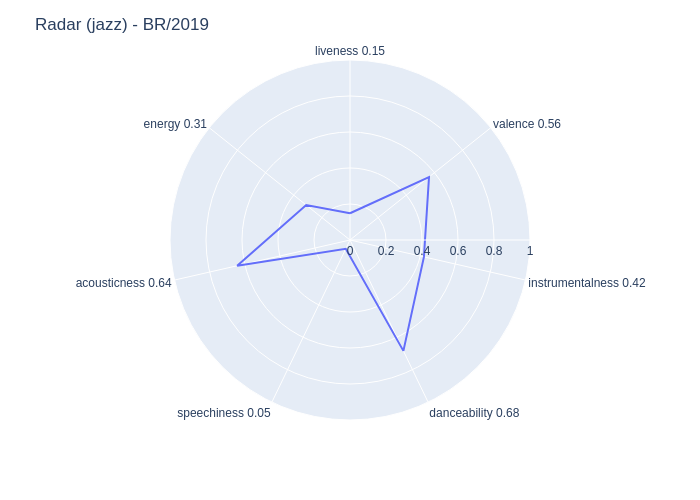 Radar (jazz) - BR/2019
liveness 0.15
energy 0.31
valence 0.56
0 0.2 0.4 0.6 0.8 1
acousticness 0.64
instrumentalness 0.42
speechiness 0.05
danceability 0.68